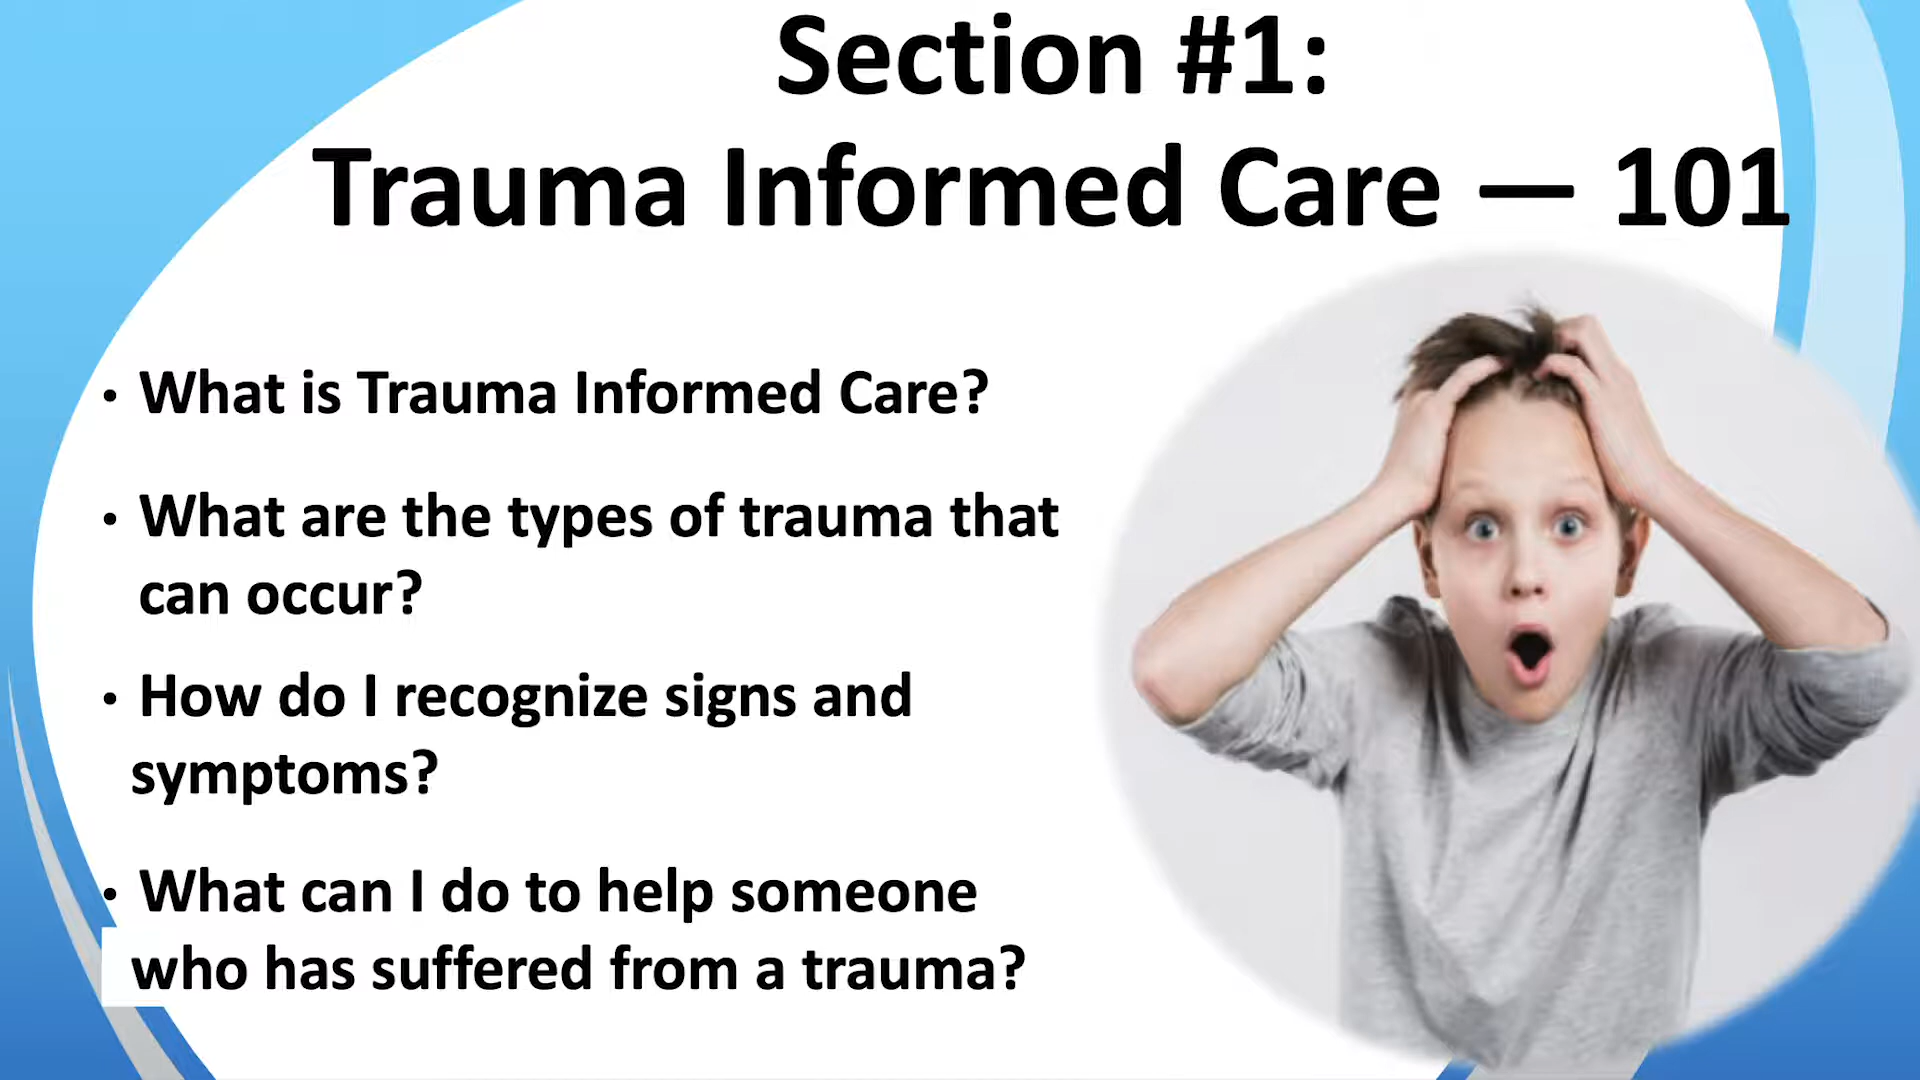 Section #1:
Trauma Informed Care — 101
• What is Trauma Informed Care?
• What are the types of trauma that
can occur?
• How do I recognize signs and
symptoms?
• What can I do to help someone
who has suffered from a trauma?